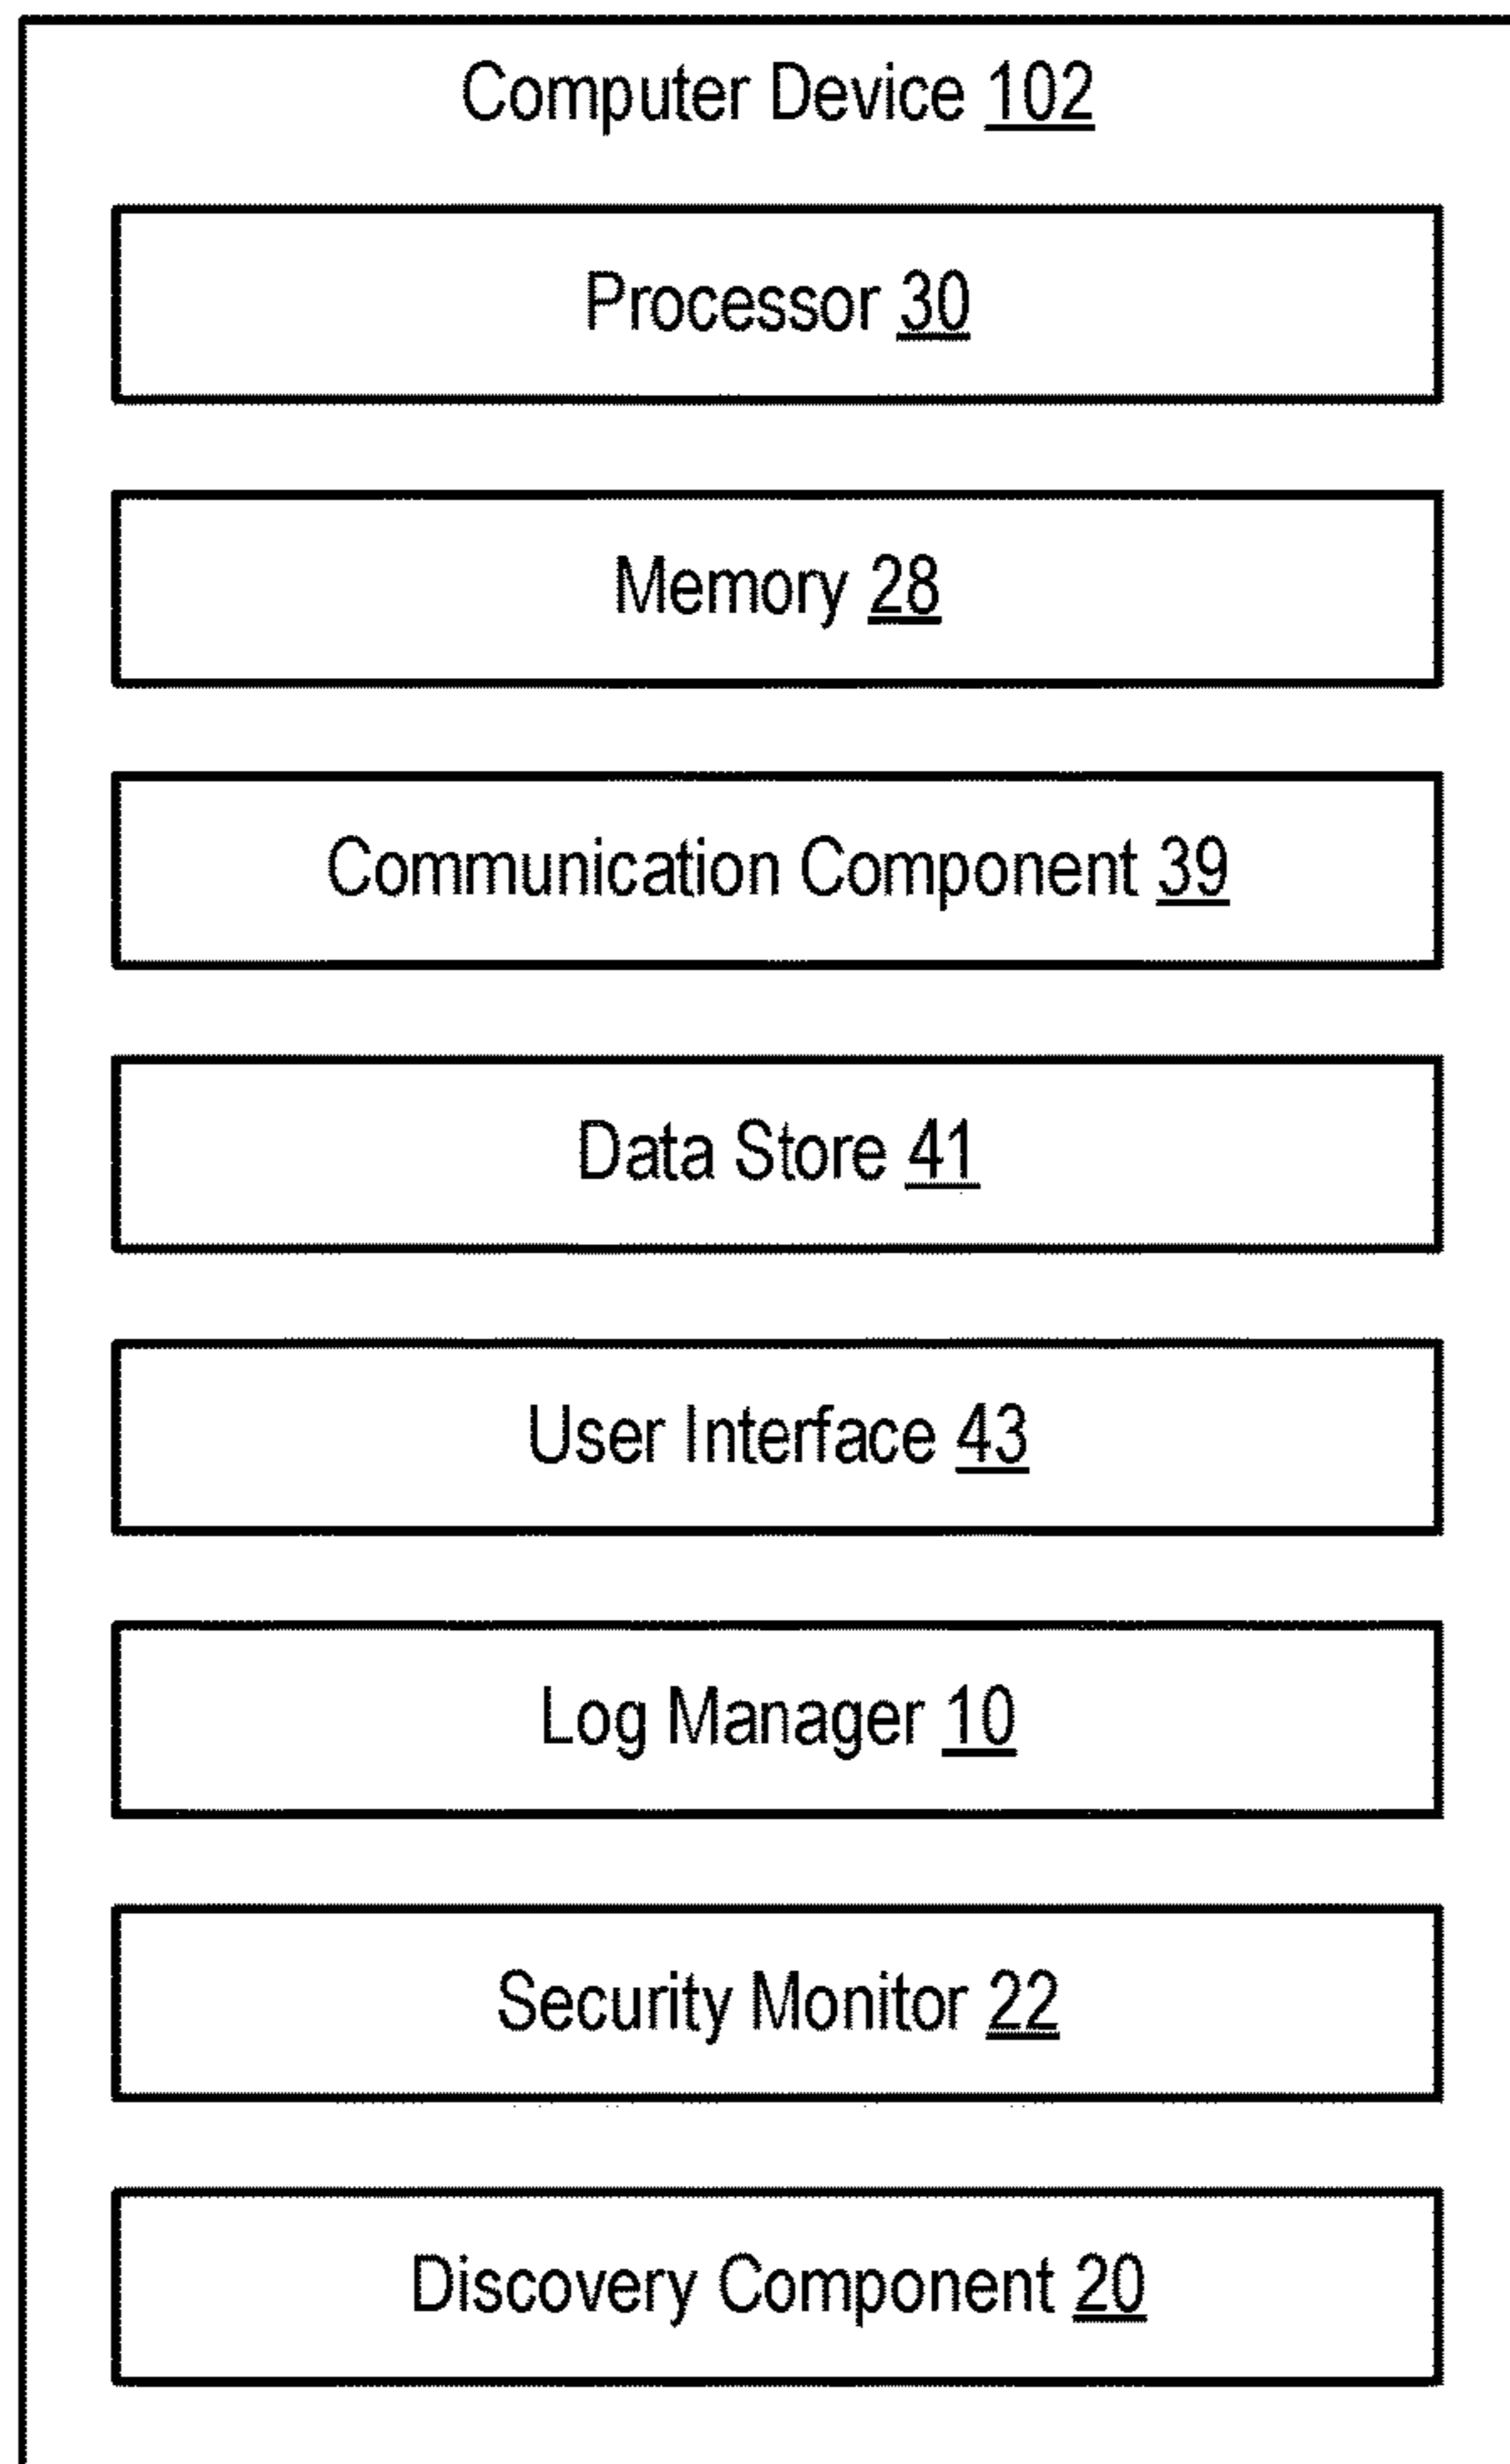 Computer Device 102
Processor 30
Memory 28
Communication Component 39
Data Store 41
User Interface 43
Log Manager 10
Security Monitor 22
Discovery Component 20